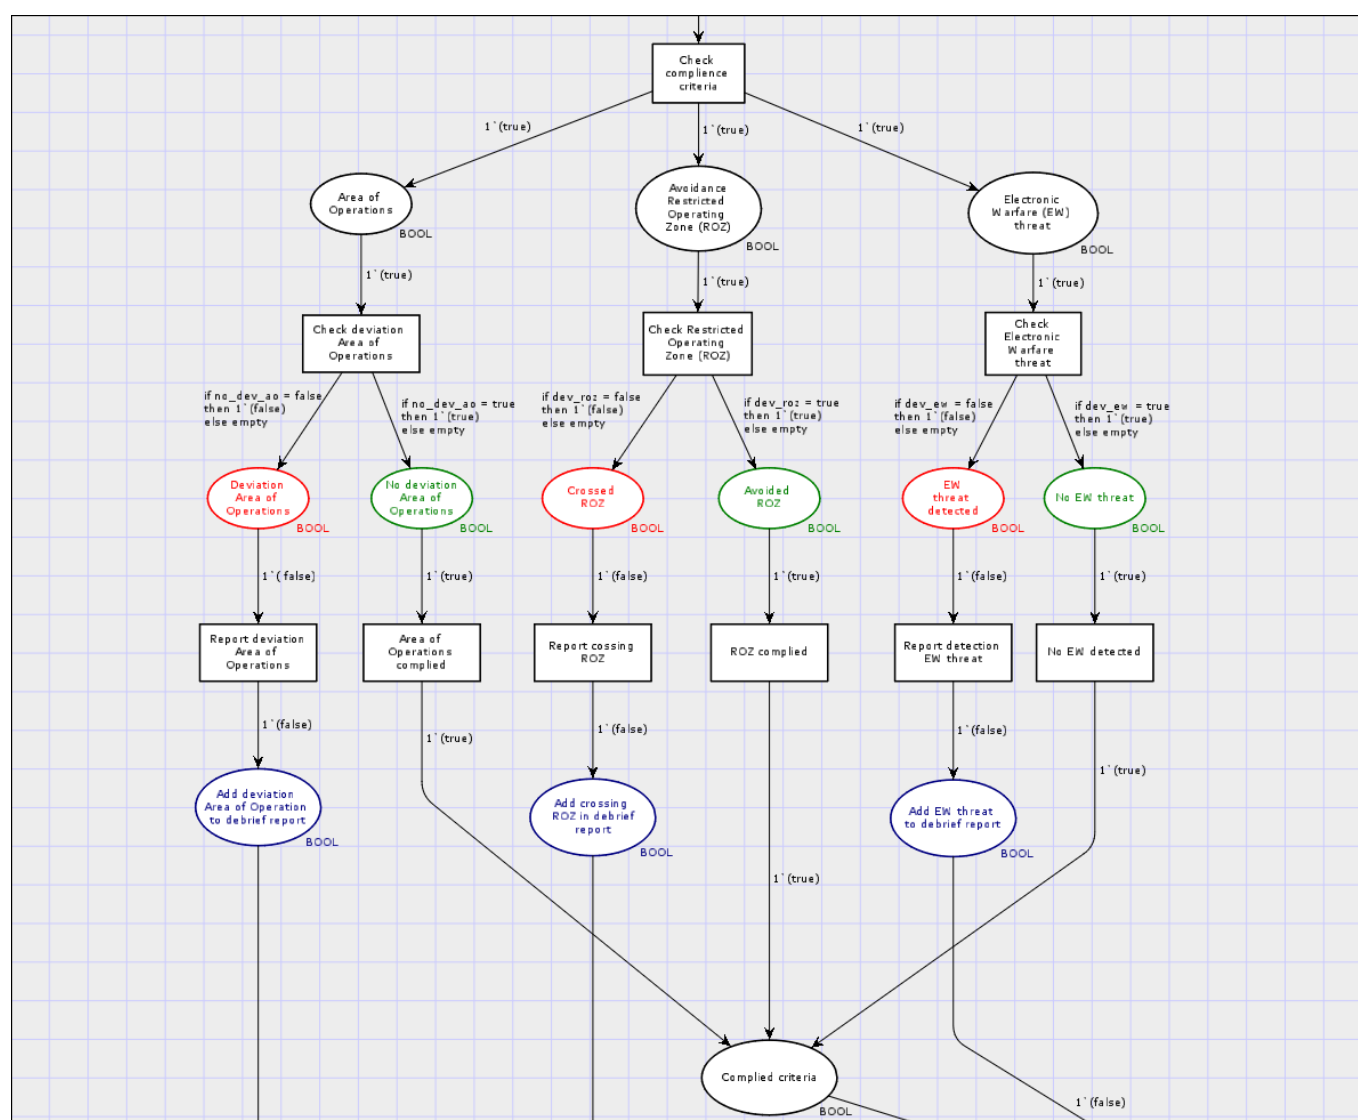 Check
complience
criteria
1`(true)
1`(true)
1`(true)
Area of
Operations
BOOL
Avoidance
Restricted
Operating
Zone (ROZ)
BOOL
Electronic
Warfare (EW)
threat
BOOL
1`(true)
1`(true)
1`(true)
Check deviation
Area of
Operations
Check Restricted
Operating
Zone (ROZ)
Check
Electronic
Warfare
threat
if no_dev_ao = false
then 1`(false)
else empty
if no_dev_ao = true
then 1`(true)
else empty
if dev_roz = false
then 1`(false)
else empty
if dev_roz = true
then 1`(true)
else empty
if dev_ew = false
then 1`(false)
else empty
if dev_ew = true
then 1`(true)
else empty
Deviation
Area of
Operations
BOOL
No deviation
Area of
Operations
BOOL
Crossed
ROZ
BOOL
Avoided
ROZ
BOOL
EW
threat
detected
BOOL
No EW threat
BOOL
1`(false)
1`(true)
1`(false)
1`(true)
1`(false)
1`(true)
Report deviation
Area of
Operations
Area of
Operations
complied
Report cossing
ROZ
ROZ complied
Report detection
EW threat
No EW detected
1`(false)
1`(true)
1`(false)
1`(true)
1`(false)
1`(true)
Add deviation
Area of Operation
to debrief report
BOOL
Add crossing
ROZ in debrief
report
BOOL
Add EW threat
to debrief report
BOOL
Complied criteria
BOOL
1`(false)